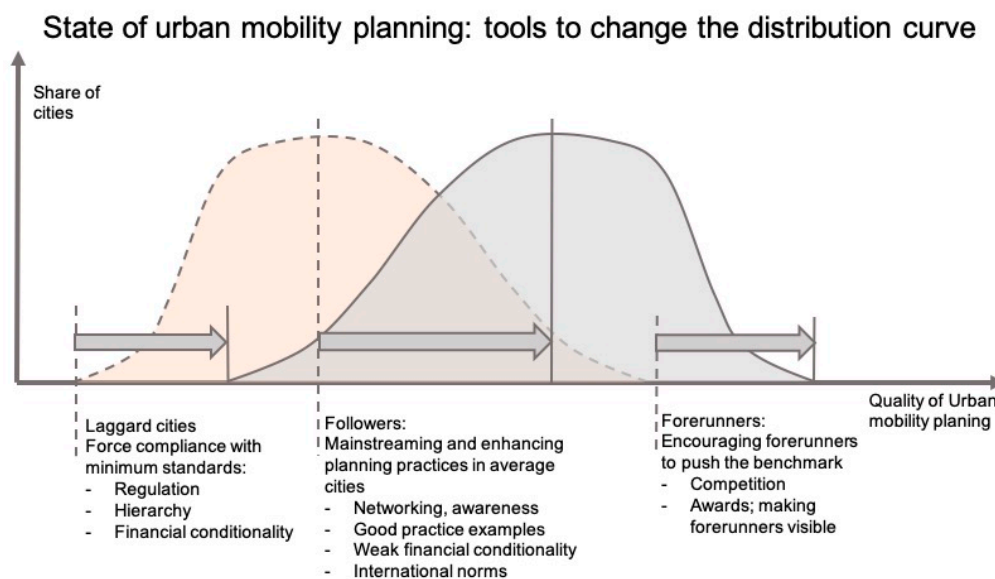 State of urban mobility planning: tools to change the distribution curve
Share of
cities
Quality of Urban
mobility planing
Laggard cities
Force compliance with
minimum standards:
- Regulation
- Hierarchy
- Financial conditionality
Followers:
Mainstreaming and enhancing
planning practices in average
cities
- Networking, awareness
- Good practice examples
- Weak financial conditionality
- International norms
Forerunners:
Encouraging forerunners
to push the benchmark
- Competition
- Awards; making
forerunners visible